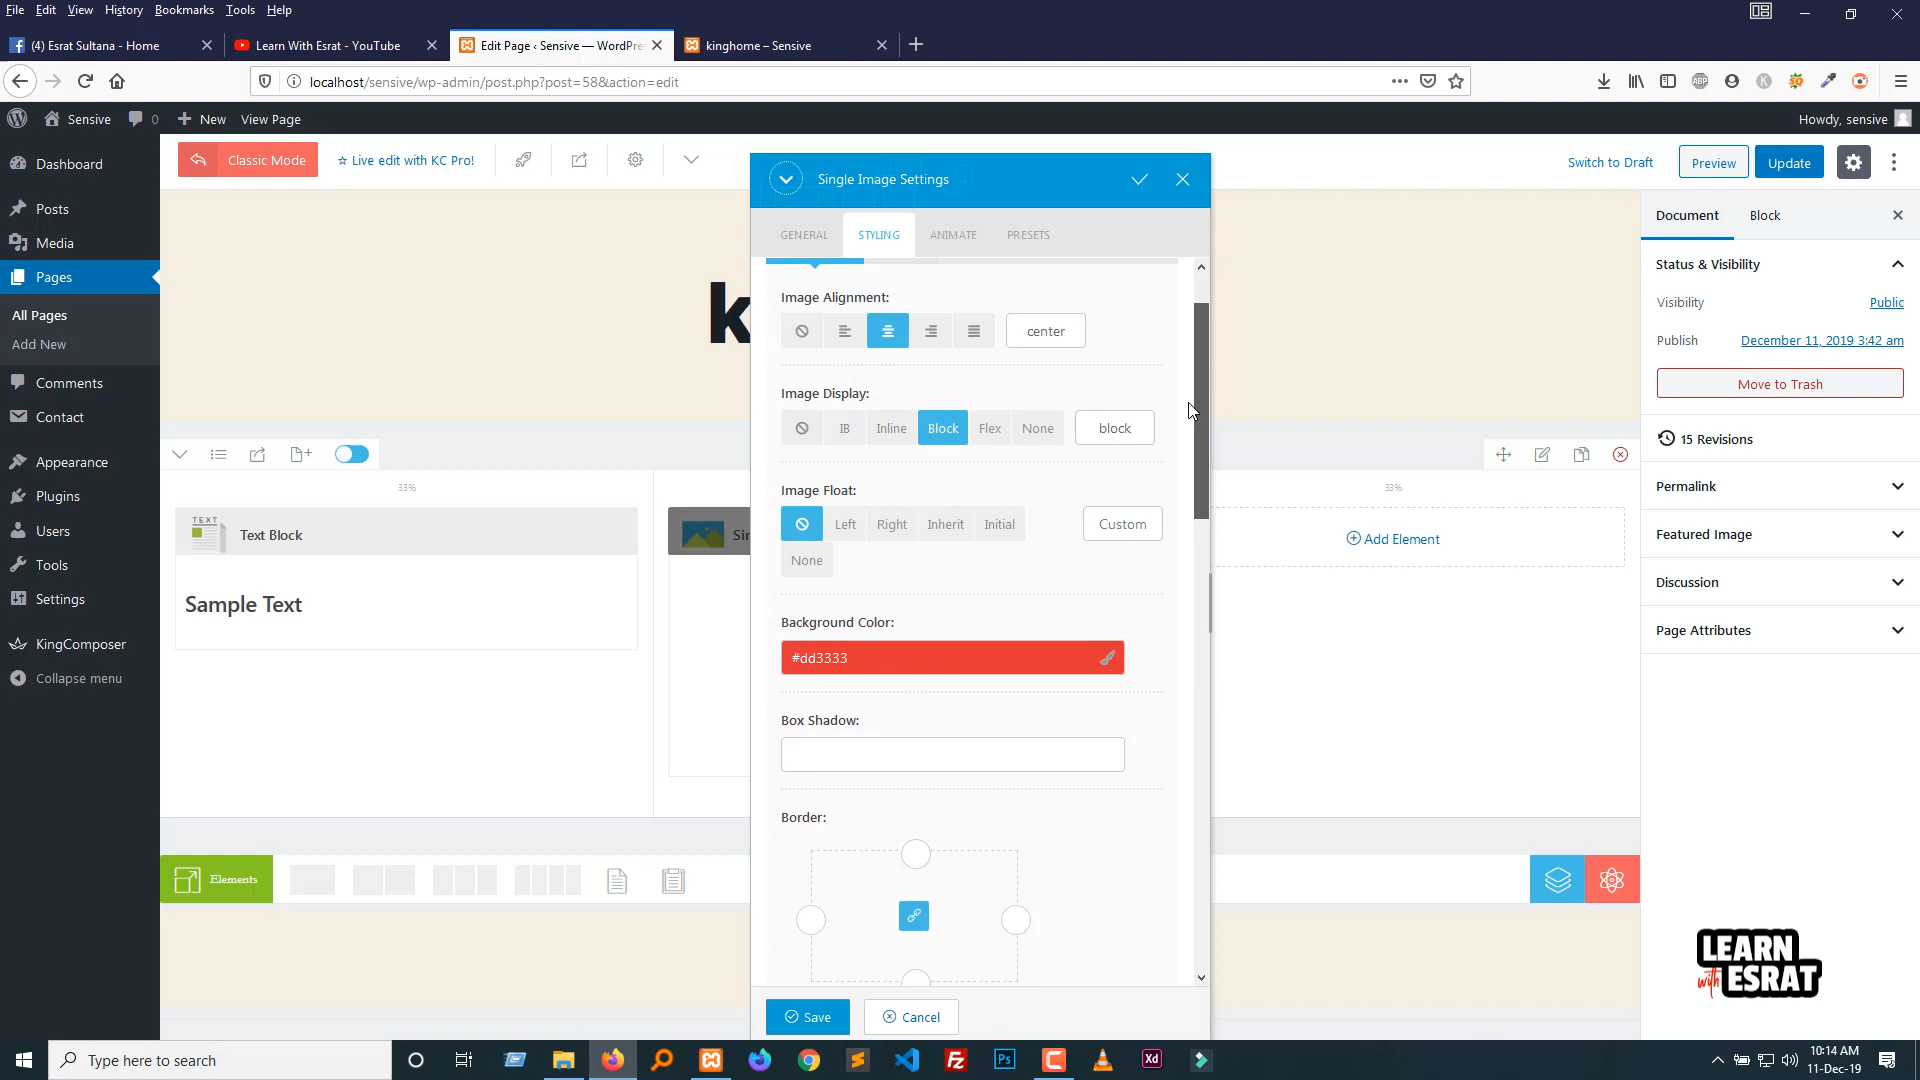 File Edit View History Bookmarks Tools Help
(4) Esrat Sultana - Home
Learn With Esrat - YouTube
Edit Page ‹ Sensive — WordPre
kinghome – Sensive
localhost/sensive/wp-admin/post.php?post=58&action=edit
Sensive 0 New View Page
Howdy, sensive
Dashboard
Posts
Media
Pages
All Pages
Add New
Comments
Contact
Appearance
Plugins
Users
Tools
Settings
KingComposer
Collapse menu
Classic Mode
Live edit with KC Pro!
Switch to Draft
Preview
Update
k
33%
Text Block
Sample Text
Sin
33%
Add Element
Elements
Single Image Settings
GENERAL STYLING ANIMATE PRESETS
Image Alignment:
center
Image Display:
IB Inline Block Flex None block
Image Float:
Left Right Inherit Initial Custom
None
Background Color:
#dd3333
Box Shadow:
Border:
Save Cancel
Document Block
Status & Visibility
Visibility Public
Publish December 11, 2019 3:42 am
Move to Trash
15 Revisions
Permalink
Featured Image
Discussion
Page Attributes
LEARN
with ESRAT
Type here to search
10:14 AM
11-Dec-19